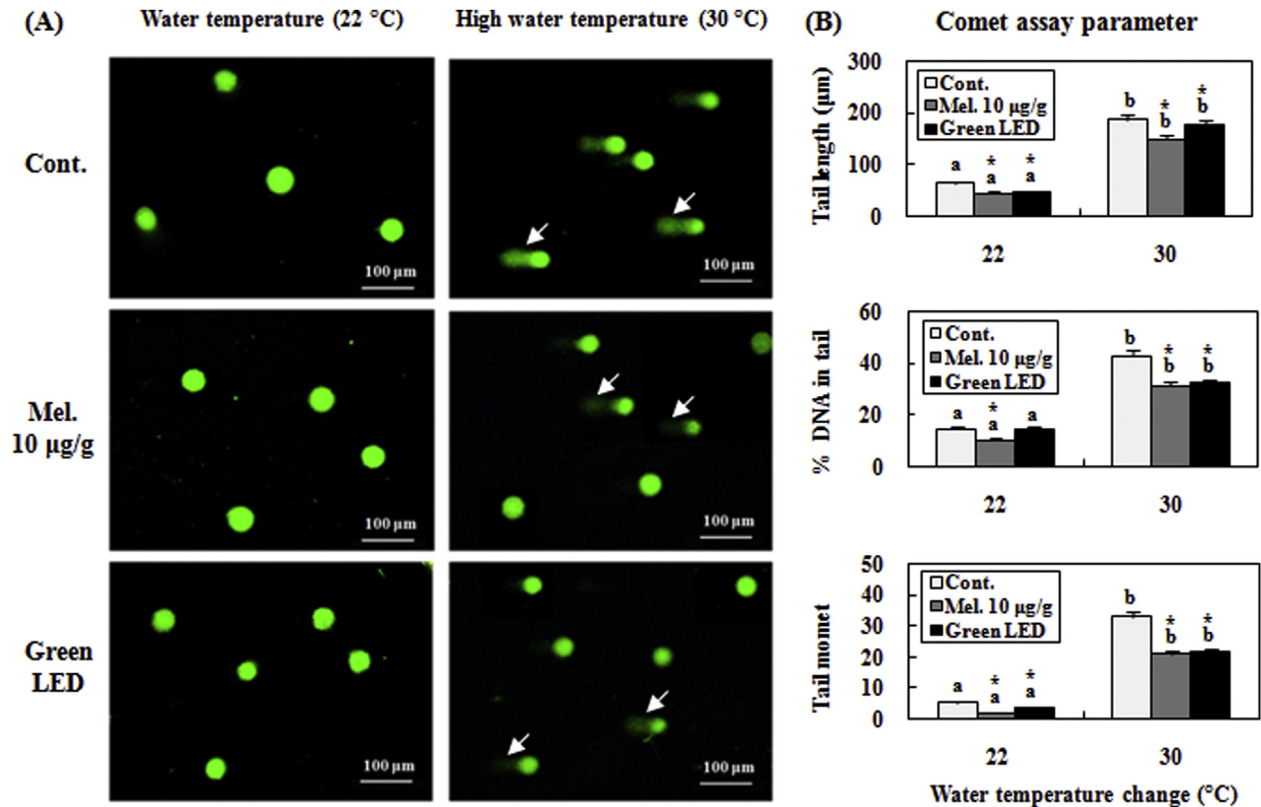 (A) Water temperature (22 °C) High water temperature (30 °C)
Cont.
100 µm
100 µm
Mel.
10 µg/g
100 µm
100 µm
Green
LED
100 µm
100 µm
(B) Comet assay parameter
Tail length (µm)
300
200
100
0
Cont.
Mel. 10 µg/g
Green LED
a
*
a
*
a
b
*
b
*
b
22 30
% DNA in tail
60
40
20
0
Cont.
Mel. 10 µg/g
Green LED
a
*
a
a
b
*
b
*
b
22 30
Tail momet
50
40
30
20
10
0
Cont.
Mel. 10 µg/g
Green LED
a
*
a
*
a
b
*
b
*
b
22 30
Water temperature change (°C)